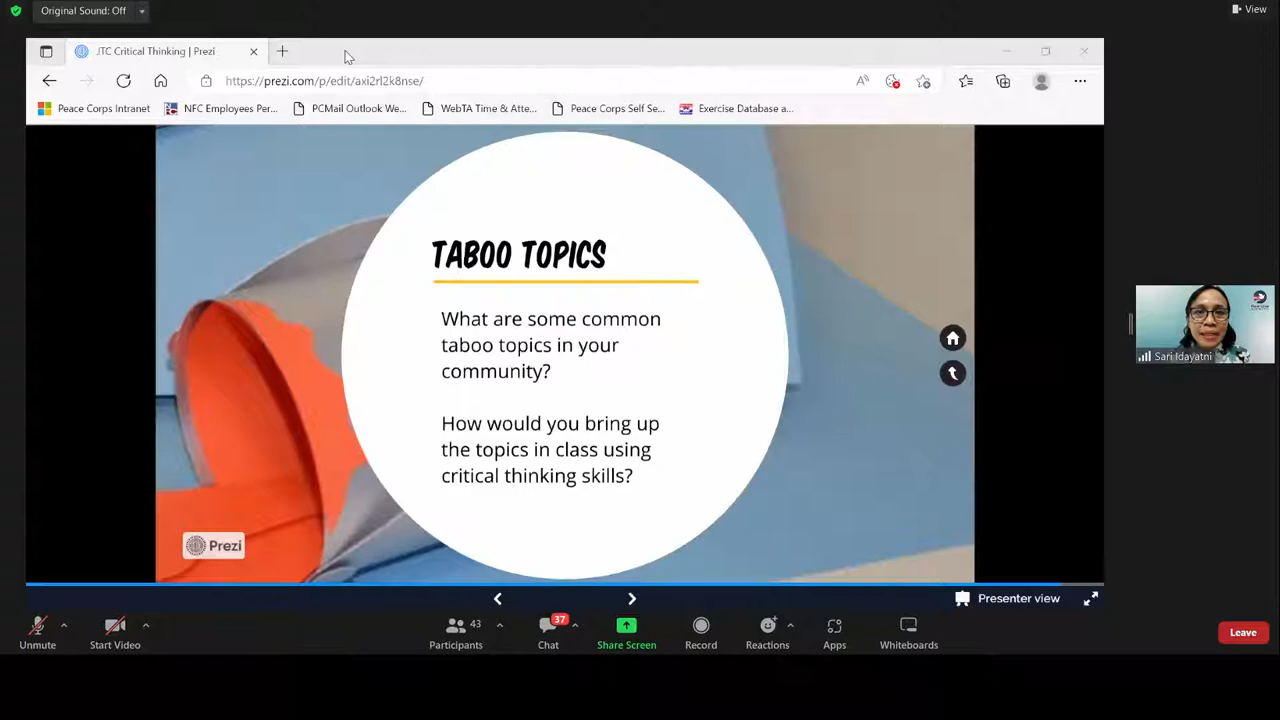 Original Sound: Off
View
JTC Critical Thinking | Prezi
https://prezi.com/p/edit/axi2rl2k8nse/
Peace Corps Intranet
NFC Employees Per...
PCMail Outlook We...
WebTA Time & Atte...
Peace Corps Self Se...
Exercise Database a...
TABOO TOPICS
What are some common
taboo topics in your
community?
How would you bring up
the topics in class using
critical thinking skills?
Prezi
Sari Idayatni
Presenter view
Unmute
Start Video
Participants
43
Chat
37
Share Screen
Record
Reactions
Apps
Whiteboards
Leave